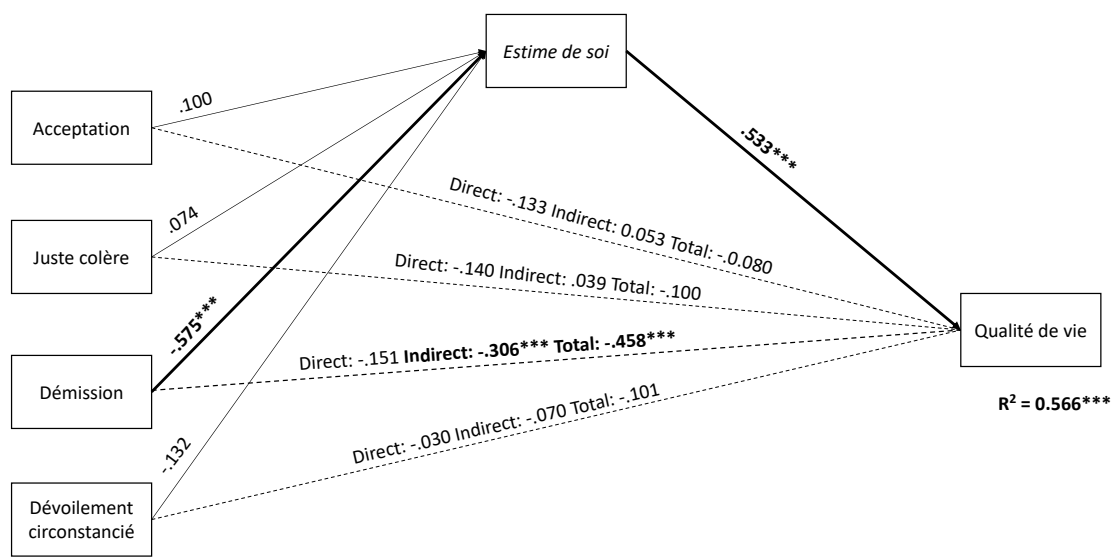 Estime de soi
Acceptation
.100
.533***
Direct: -.133 Indirect: 0.053 Total: -.0.080
Juste colère
.074
Direct: -.140 Indirect: .039 Total: -.100
-.575***
Qualité de vie
Démission
Direct: -.151 Indirect: -.306*** Total: -.458***
R² = 0.566***
-.132
Direct: -.030 Indirect: -.070 Total: -.101
Dévoilement
circonstancié